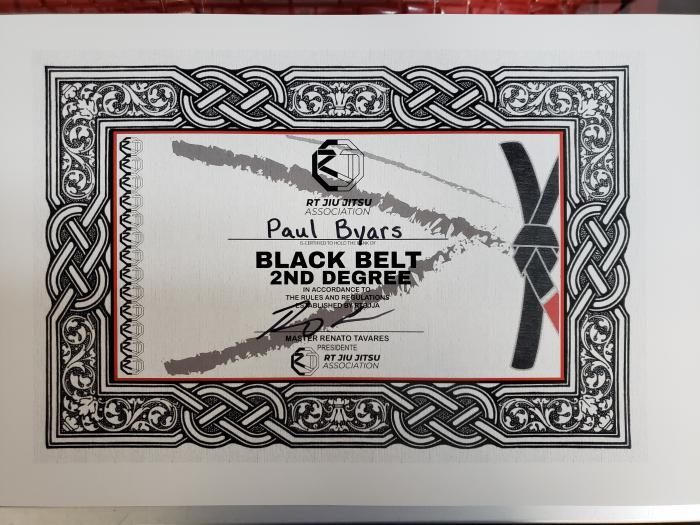 RT JIU JITSU
ASSOCIATION
Paul Byars
IS CERTIFIED TO HOLD THE RANK OF
BLACK BELT
2ND DEGREE
IN ACCORDANCE TO
THE RULES AND REGULATIONS
ESTABLISHED BY RTJJA
MASTER RENATO TAVARES
PRESIDENTE
RT JIU JITSU
ASSOCIATION